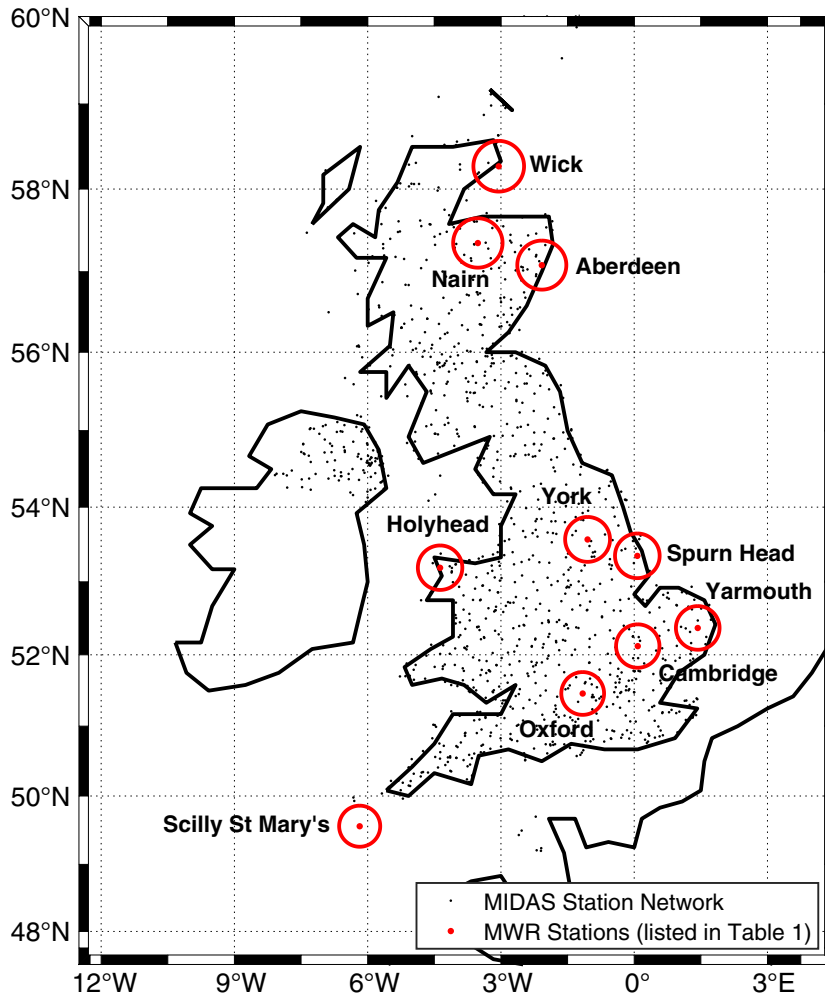 60°N
58°N
56°N
54°N
52°N
50°N
48°N
Wick
Nairn
Aberdeen
York
Holyhead
Spurn Head
Yarmouth
Cambridge
Oxford
Scilly St Mary's
MIDAS Station Network
MWR Stations (listed in Table 1)
12°W
9°W
6°W
3°W
0°
3°E